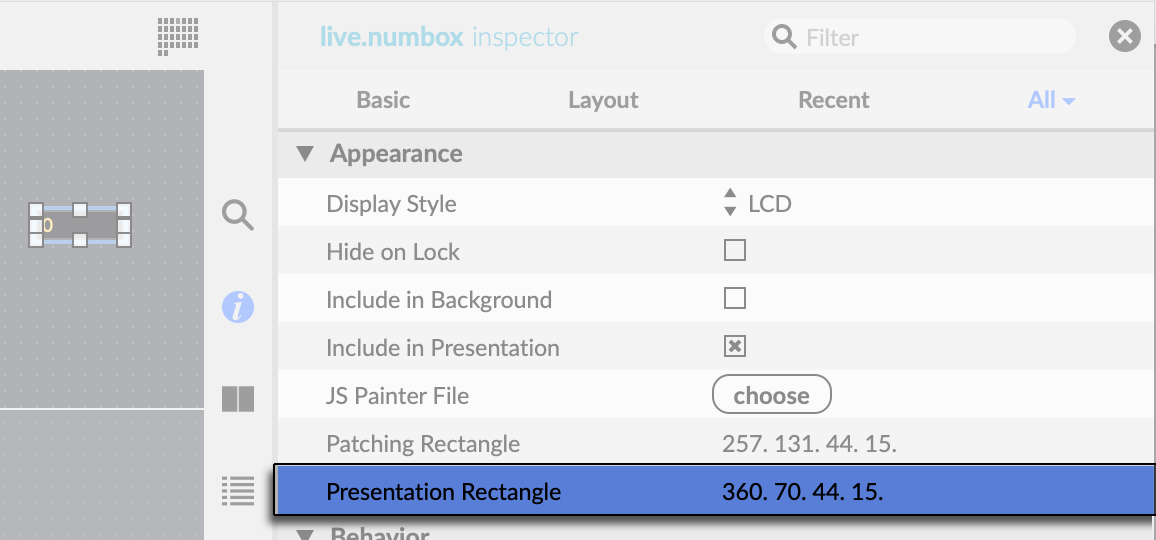 live.numbox inspector
Filter
Basic
Layout
Recent
All
Appearance
Display Style
LCD
Hide on Lock
Include in Background
Include in Presentation
JS Painter File
choose
Patching Rectangle
257. 131. 44. 15.
Presentation Rectangle
360. 70. 44. 15.
Behavior
0
i